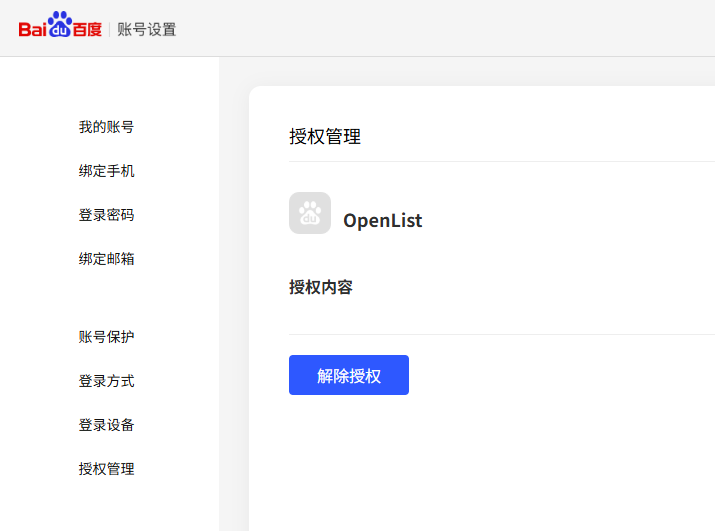 Bai du 百度 账号设置
我的账号
绑定手机
登录密码
绑定邮箱
账号保护
登录方式
登录设备
授权管理
授权管理
du OpenList
授权内容
解除授权